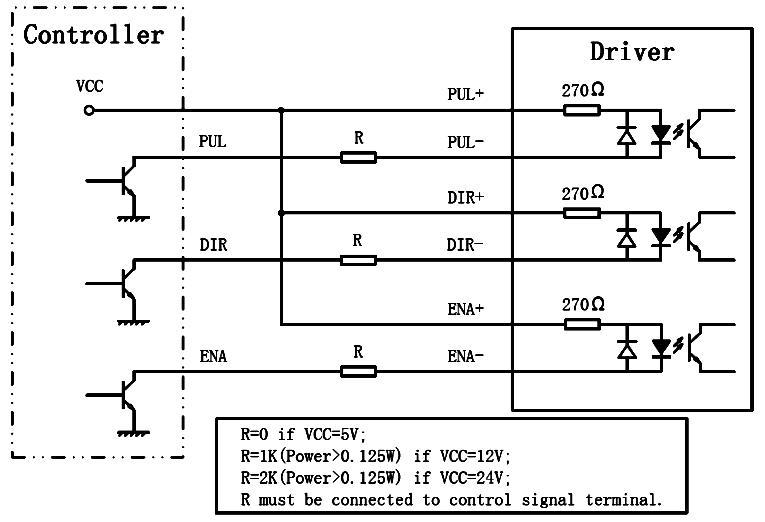 Controller
Driver
VCC
PUL+
270Ω
PUL
R
PUL-
DIR+
270Ω
DIR
R
DIR-
ENA+
270Ω
ENA
R
ENA-
R=0 if VCC=5V;
R=1K(Power>0.125W) if VCC=12V;
R=2K(Power>0.125W) if VCC=24V;
R must be connected to control signal terminal.